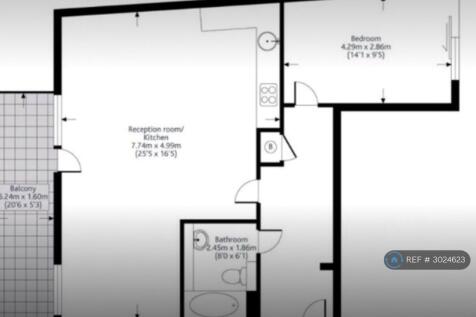 Bedroom
4.29m x 2.86m
(14'1 x 9'5)
Reception room/
Kitchen
7.74m x 4.99m
(25'5 x 16'5)
B
Balcony
6.24m x 1.60m
(20'6 x 5'3)
Bathroom
2.45m x 1.86m
(8'0 x 6'1)
REF # 3024623